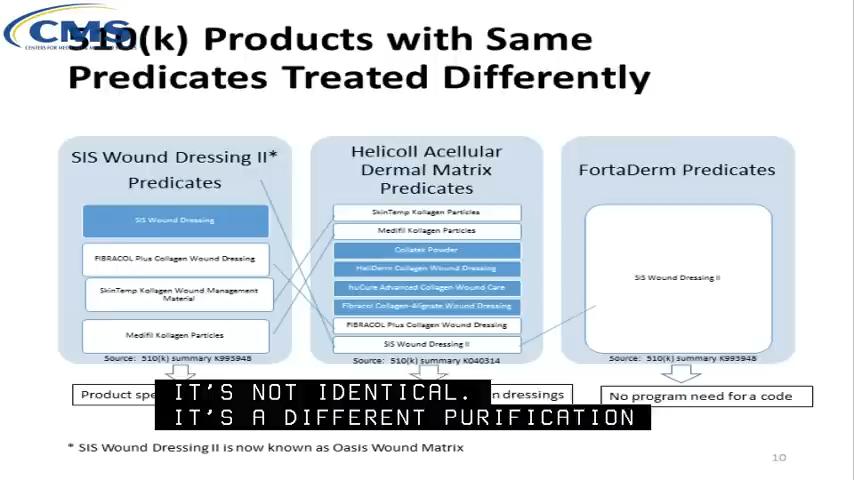 CMS
510(k) Products with Same
Predicates Treated Differently
SIS Wound Dressing II*
Predicates
SIS Wound Dressing
FIBRACOL Plus Collagen Wound Dressing
SkinTemp Kollagen Wound Management
Material
Medifil Kollagen Particles
Source: 510(k) summary K993948
Helicoll Acellular
Dermal Matrix
Predicates
SkinTemp Kollagen Particles
Medifil Kollagen Particles
Collatek Powder
HeliDerm Collagen Wound Dressing
huCure Advanced Collagen Wound Care
Fibracol Collagen-Alignate Wound Dressing
FIBRACOL Plus Collagen Wound Dressing
SIS Wound Dressing II
Source: 510(k) summary K040314
FortaDerm Predicates
SIS Wound Dressing II
Source: 510(k) summary K993948
Product spe
n dressings
No program need for a code
IT'S NOT IDENTICAL.
IT'S A DIFFERENT PURIFICATION
* SIS Wound Dressing II is now known as Oasis Wound Matrix
10